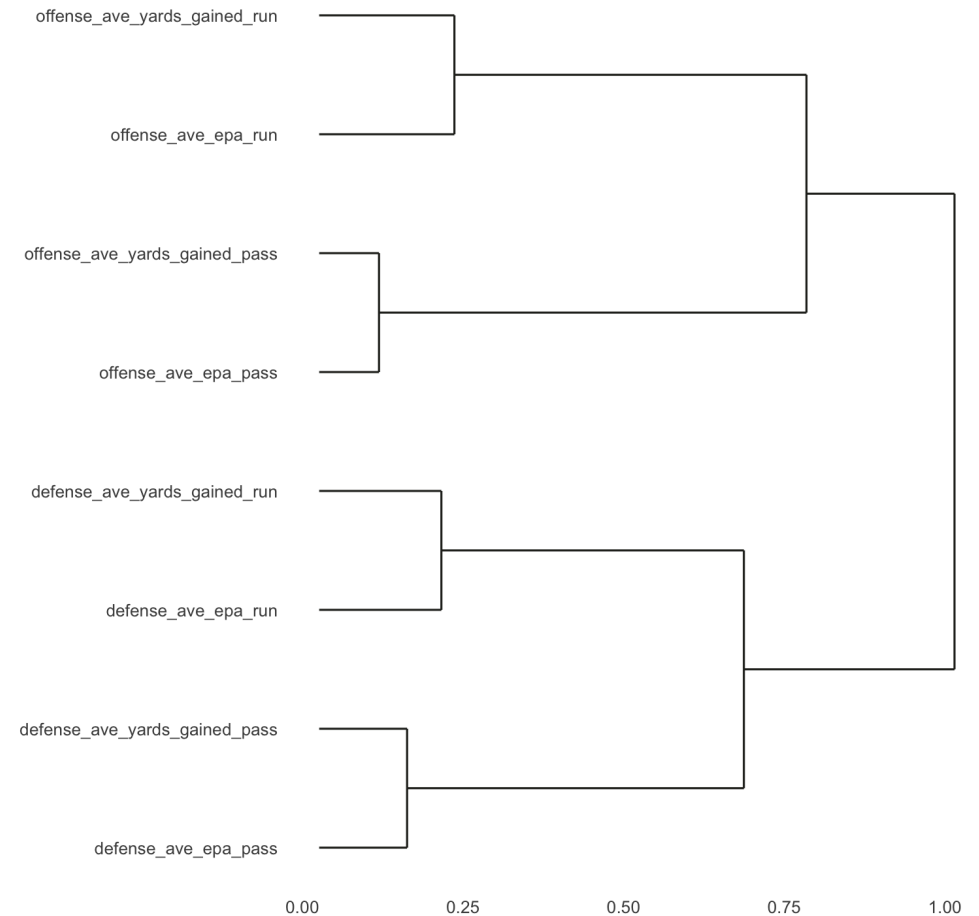 offense_ave_yards_gained_run
offense_ave_epa_run
offense_ave_yards_gained_pass
offense_ave_epa_pass
defense_ave_yards_gained_run
defense_ave_epa_run
defense_ave_yards_gained_pass
defense_ave_epa_pass
0.00 0.25 0.50 0.75 1.00